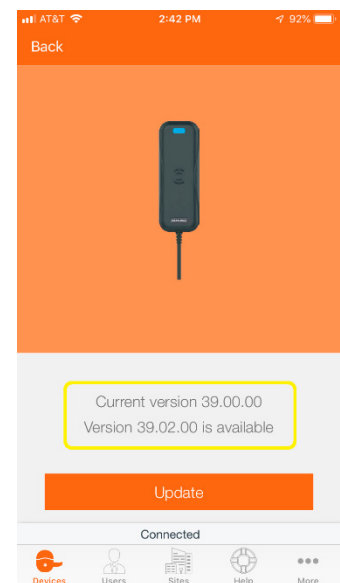 AT&T 2:42 PM 92%
Back
Current version 39.00.00
Version 39.02.00 is available
Update
Connected
Devices Users Sites Help More